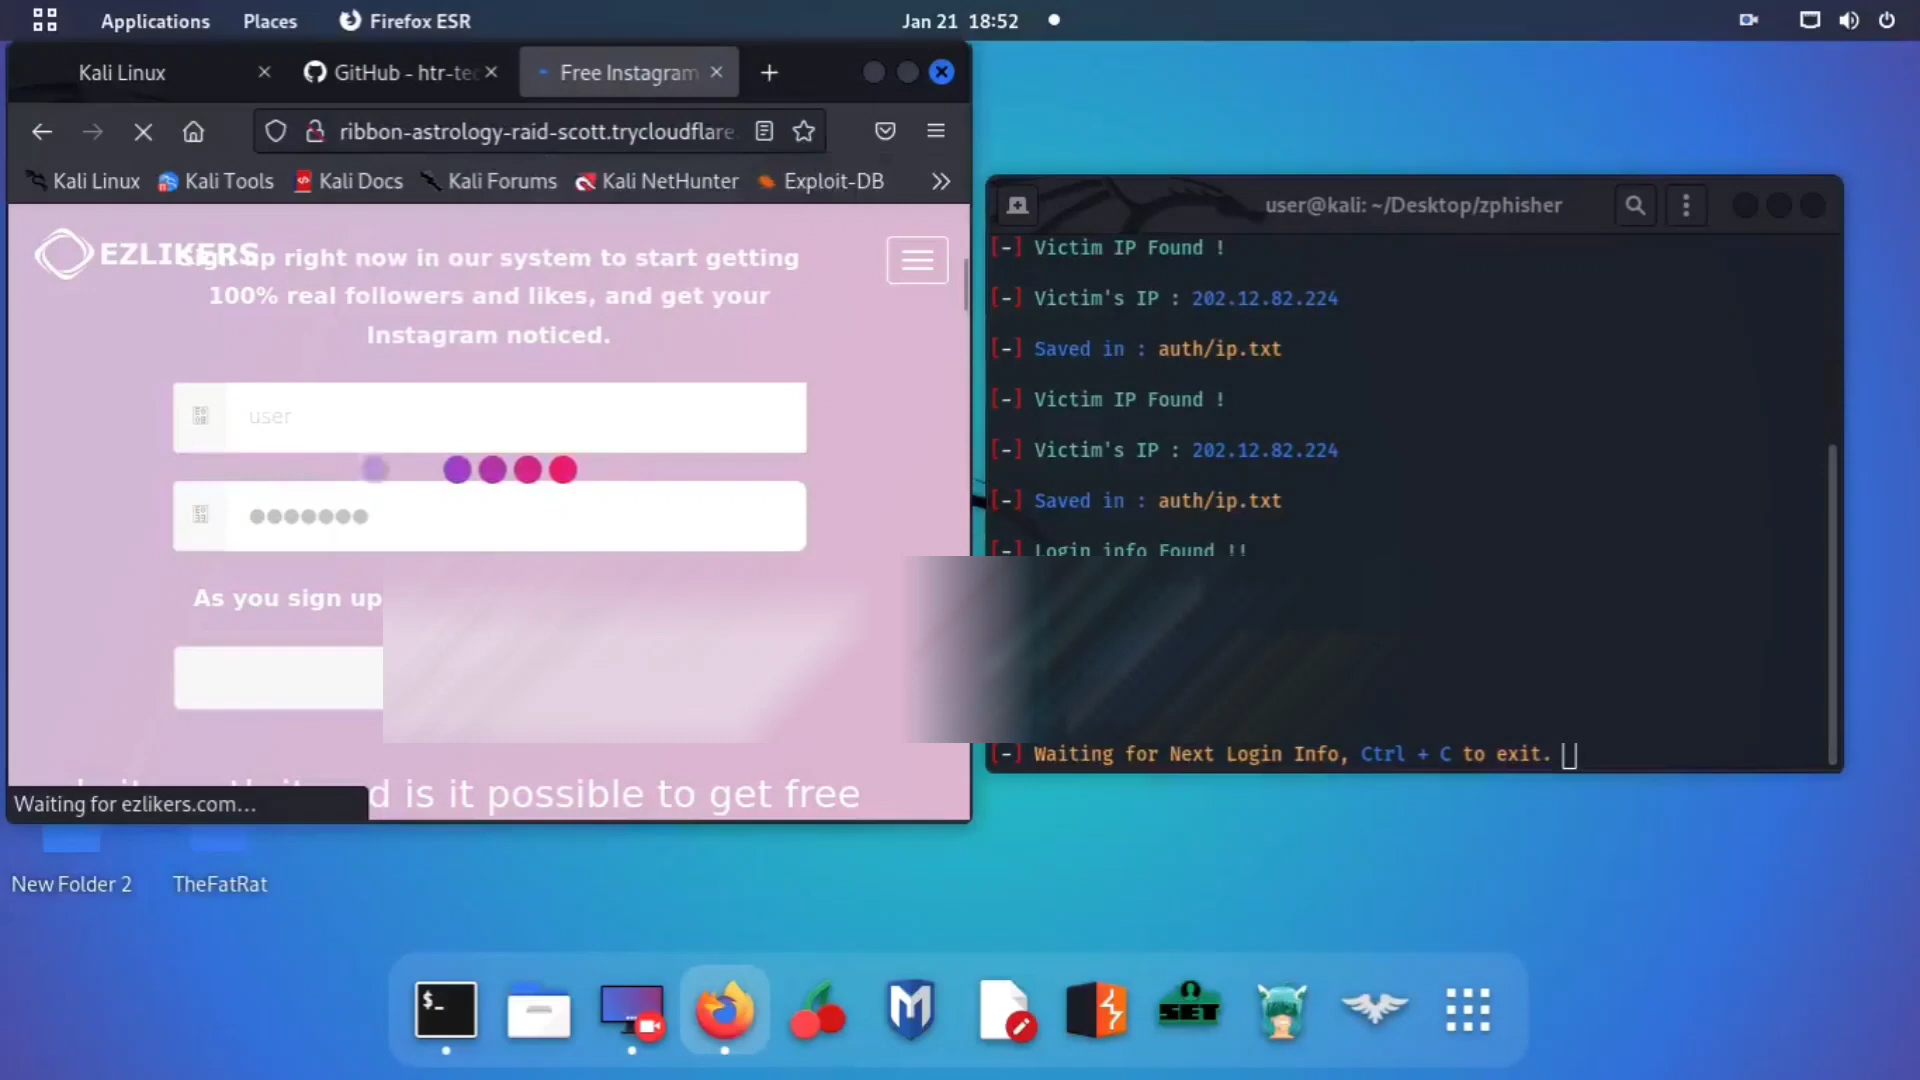 Applications Places Firefox ESR Jan 21 18:52
Kali Linux GitHub - htr-tec Free Instagram
ribbon-astrology-raid-scott.trycloudflare.
Kali Linux Kali Tools Kali Docs Kali Forums Kali NetHunter Exploit-DB
EZLIKERS
Sign up right now in our system to start getting
100% real followers and likes, and get your
Instagram noticed.
user
As you sign up
d is it possible to get free
Waiting for ezlikers.com...
user@kali: ~/Desktop/zphisher
[-] Victim IP Found !
[-] Victim's IP : 202.12.82.224
[-] Saved in : auth/ip.txt
[-] Victim IP Found !
[-] Victim's IP : 202.12.82.224
[-] Saved in : auth/ip.txt
[-] Login info Found !!
[-] Waiting for Next Login Info, Ctrl + C to exit.
New Folder 2 TheFatRat
$_
SET